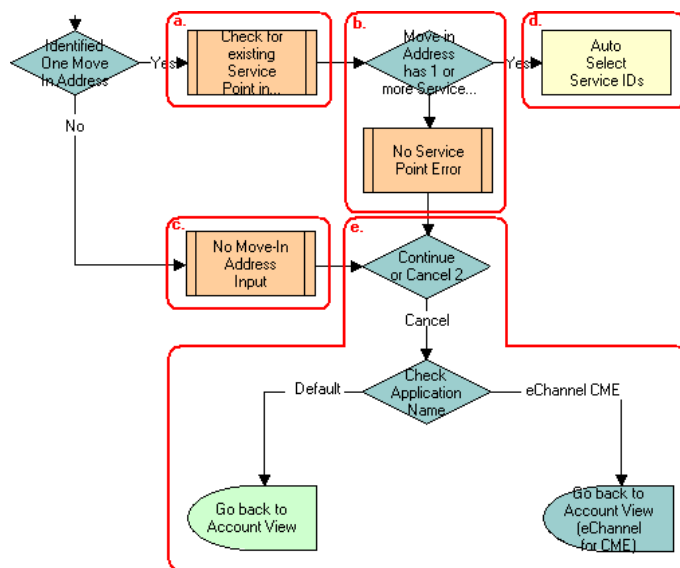 a.
b.
d.
Identified
One Move
In Address
Yes
Check for
existing
Service
Point in...
Move in
Address
has 1 or
more Service...
Yes
Auto
Select
Service IDs
No
No Service
Point Error
c.
e.
No Move-In
Address
Input
Continue
or Cancel 2
Cancel
Default
Check
Application
Name
eChannel CME
Go back to
Account View
Go back to
Account View
(eChannel
for CME)